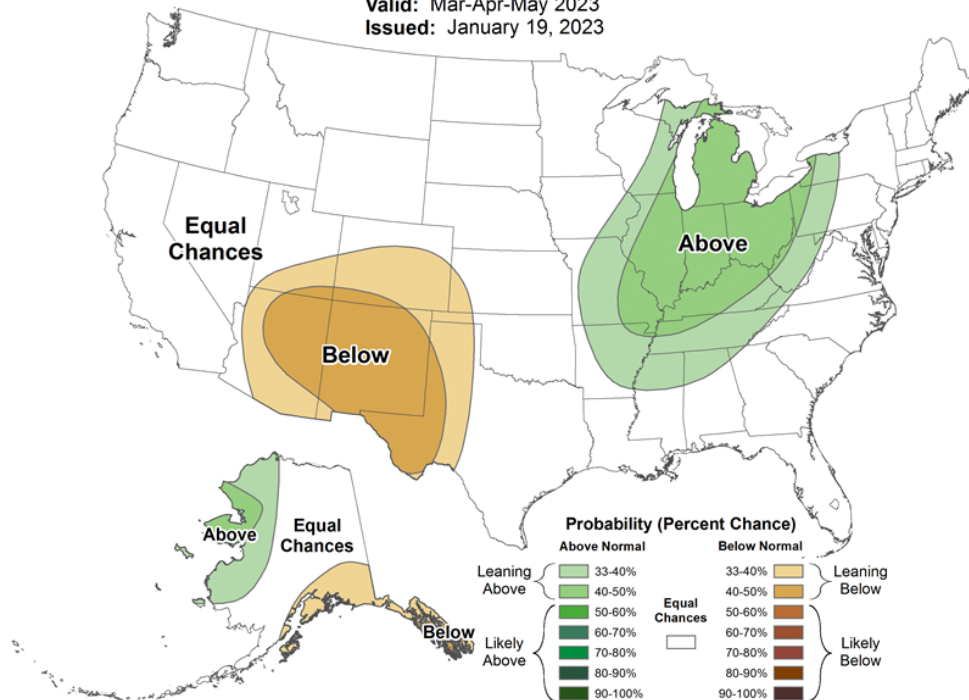 Valid: Mar-Apr-May 2023
Issued: January 19, 2023
Equal
Chances
Above
Below
Above
Equal
Chances
Below
Probability (Percent Chance)
Above Normal
Below Normal
Leaning
Above
33-40%
40-50%
Likely
Above
50-60%
60-70%
70-80%
80-90%
90-100%
Equal
Chances
33-40%
40-50%
Leaning
Below
50-60%
60-70%
70-80%
80-90%
90-100%
Likely
Below